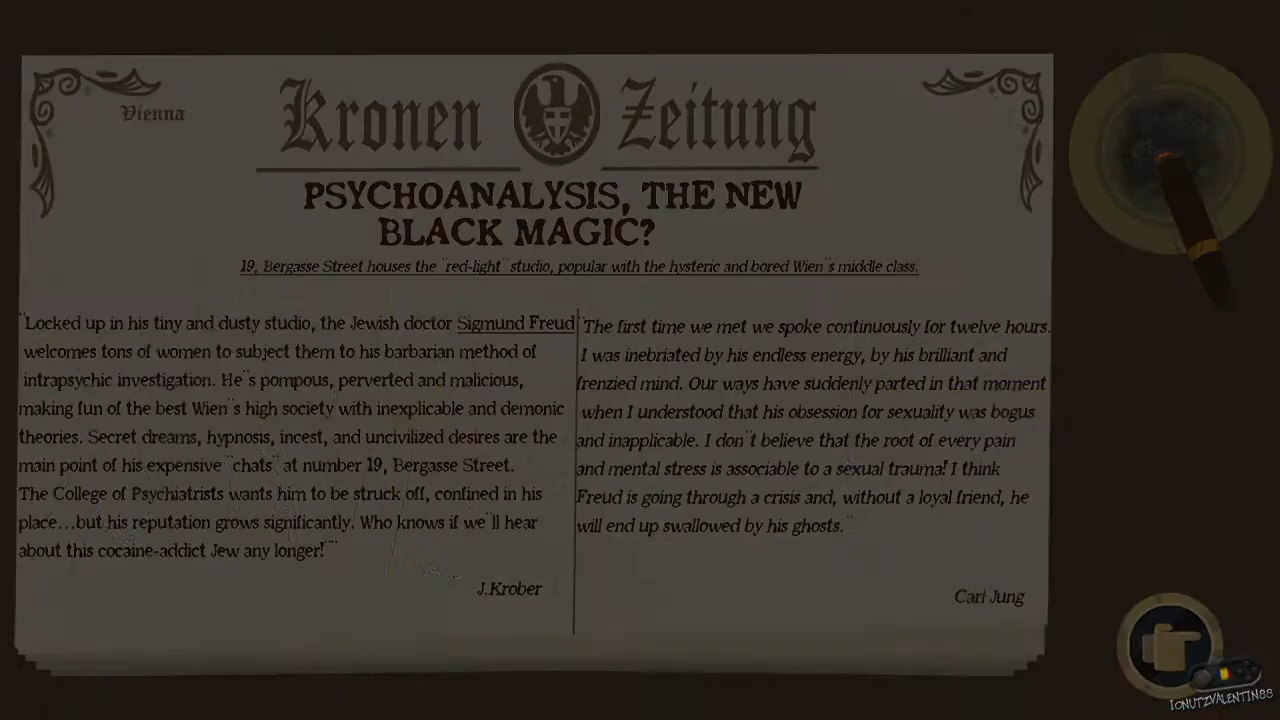 Vienna
Kronen Zeitung
PSYCHOANALYSIS, THE NEW
BLACK MAGIC?
19, Bergasse Street houses the ¨red-light¨ studio, popular with the hysteric and bored Wien¨s middle class.
¨Locked up in his tiny and dusty studio, the Jewish doctor Sigmund Freud
welcomes tons of women to subject them to his barbarian method of
intrapsychic investigation. He¨s pompous, perverted and malicious,
making fun of the best Wien¨s high society with inexplicable and demonic
theories. Secret dreams, hypnosis, incest, and uncivilized desires are the
main point of his expensive ¨chats¨ at number 19, Bergasse Street.
The College of Psychiatrists wants him to be struck off, confined in his
place...but his reputation grows significantly. Who knows if we¨ll hear
about this cocaine-addict Jew any longer!¨¨
J.Krober
¨The first time we met we spoke continuously for twelve hours.
I was inebriated by his endless energy, by his brilliant and
frenzied mind. Our ways have suddenly parted in that moment
when I understood that his obsession for sexuality was bogus
and inapplicable. I don¨t believe that the root of every pain
and mental stress is associable to a sexual trauma! I think
Freud is going through a crisis and, without a loyal friend, he
will end up swallowed by his ghosts.¨
Carl Jung
IONUTZVALENTIN88